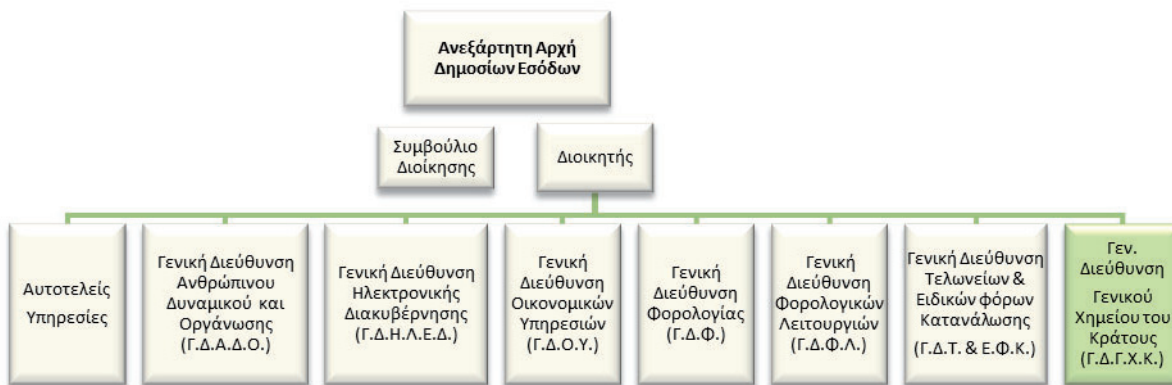 Ανεξάρτητη Αρχή
Δημοσίων Εσόδων
Συμβούλιο
Διοίκησης
Διοικητής
Αυτοτελείς
Υπηρεσίες
Γενική Διεύθυνση
Ανθρώπινου
Δυναμικού και
Οργάνωσης
(Γ.Δ.Α.Δ.Ο.)
Γενική Διεύθυνση
Ηλεκτρονικής
Διακυβέρνησης
(Γ.Δ.Η.Λ.Ε.Δ.)
Γενική
Διεύθυνση
Οικονομικών
Υπηρεσιών
(Γ.Δ.Ο.Υ.)
Γενική
Διεύθυνση
Φορολογίας
(Γ.Δ.Φ.)
Γενική
Διεύθυνση
Φορολογικών
Λειτουργιών
(Γ.Δ.Φ.Λ.)
Γενική Διεύθυνση
Τελωνείων &
Ειδικών φόρων
Κατανάλωσης
(Γ.Δ.Τ. & Ε.Φ.Κ.)
Γεν.
Διεύθυνση
Γενικού
Χημείου του
Κράτους
(Γ.Δ.Γ.Χ.Κ.)